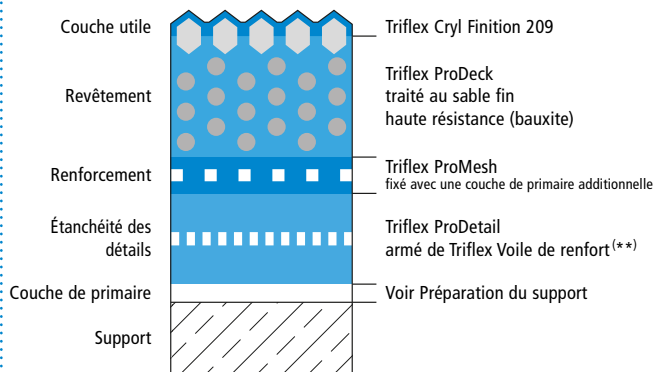 Couche utile
Triflex Cryl Finition 209
Revêtement
Triflex ProDeck
traité au sable fin
haute résistance (bauxite)
Renforcement
Triflex ProMesh
fixé avec une couche de primaire additionnelle
Étanchéité des
détails
Triflex ProDetail
armé de Triflex Voile de renfort(**)
Couche de primaire
Voir Préparation du support
Support